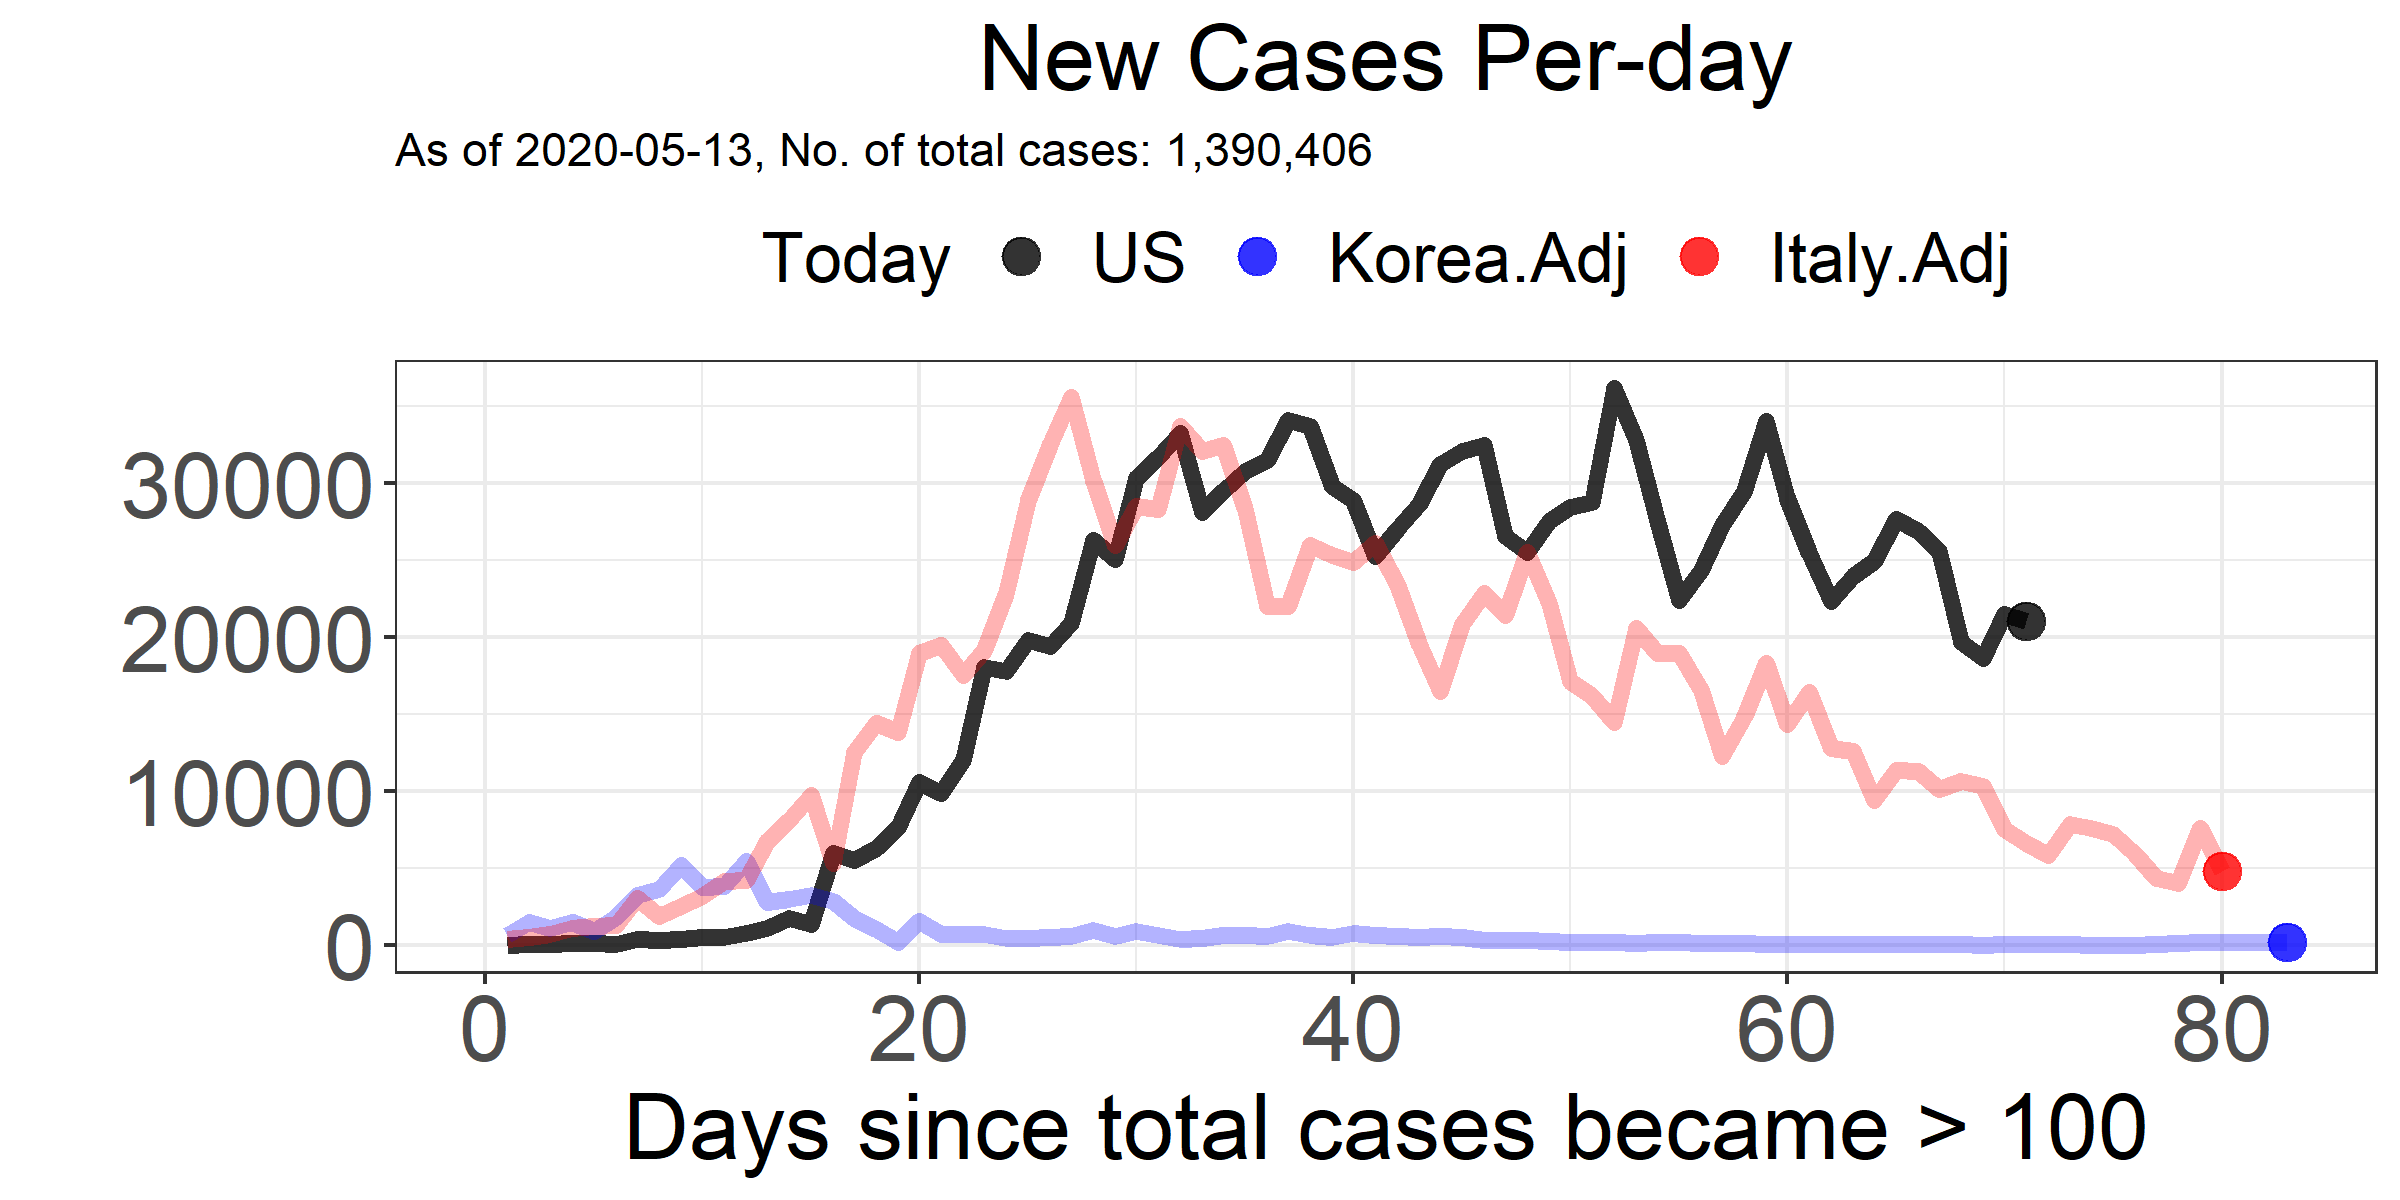 New Cases Per-day
As of 2020-05-13, No. of total cases: 1,390,406
Today US Korea.Adj Italy.Adj
30000
20000
10000
0
0 20 40 60 80
Days since total cases became > 100